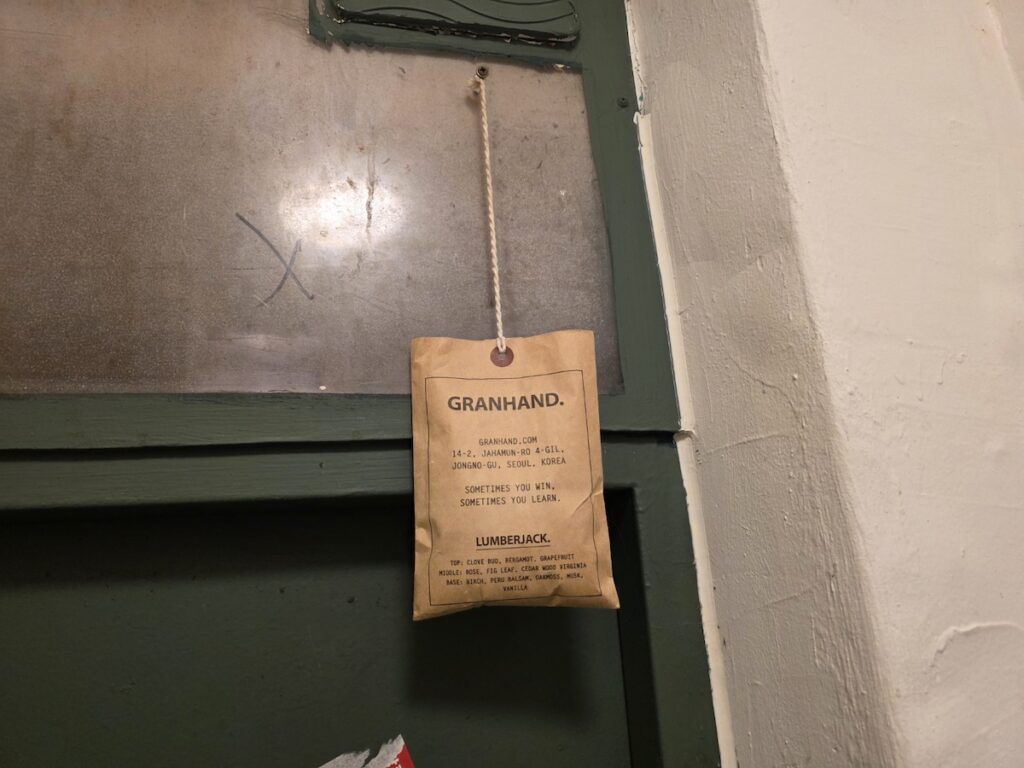 GRANHAND.
GRANHAND.COM
14-2, JAHAMUN-RO 4-GIL,
JONGNO-GU, SEOUL, KOREA
SOMETIMES YOU WIN,
SOMETIMES YOU LEARN.
LUMBERJACK.
TOP: CLOVE BUD, BERGAMOT, GRAPEFRUIT
MIDDLE: ROSE, FIG LEAF, CEDAR WOOD VIRGINIA
BASE: BIRCH, PERU BALSAM, OAKMOSS, MUSK,
VANILLA